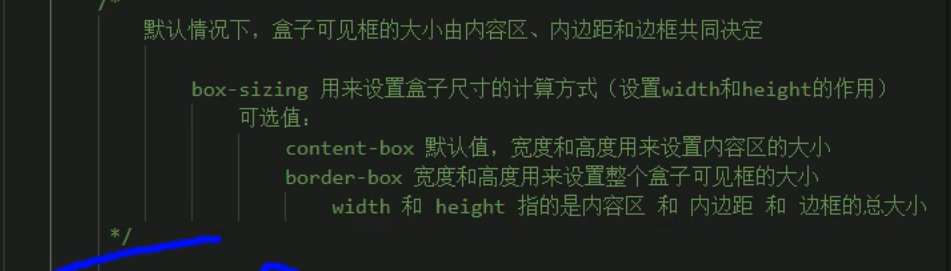 /*
默认情况下，盒子可见框的大小由内容区、内边距和边框共同决定
box-sizing 用来设置盒子尺寸的计算方式（设置width和height的作用）
可选值：
content-box 默认值，宽度和高度用来设置内容区的大小
border-box 宽度和高度用来设置整个盒子可见框的大小
width 和 height 指的是内容区 和 内边距 和 边框的总大小
*/